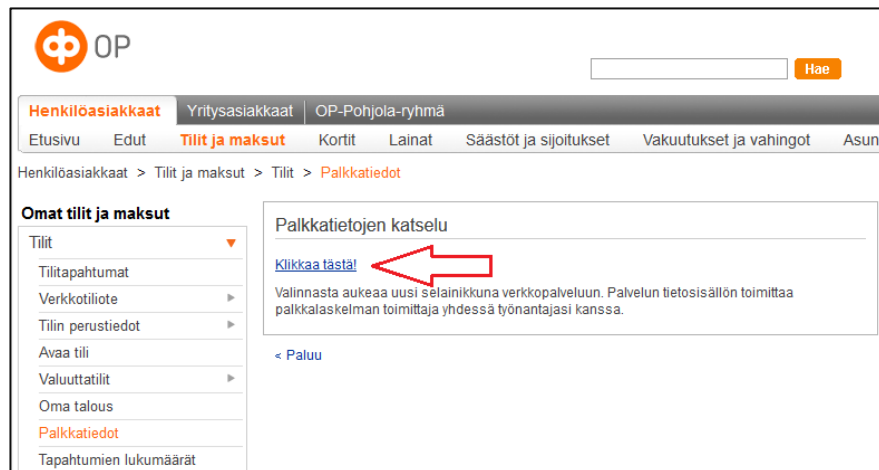 OP
Hae
Henkilöasiakkaat Yritysasiakkaat OP-Pohjola-ryhmä
Etusivu Edut Tilit ja maksut Kortit Lainat Säästöt ja sijoitukset Vakuutukset ja vahingot Asun
Henkilöasiakkaat > Tilit ja maksut > Tilit > Palkkatiedot
Omat tilit ja maksut
Tilit
Tilitapahtumat
Verkkotiliote
Tilin perustiedot
Avaa tili
Valuuttatilit
Oma talous
Palkkatiedot
Tapahtumien lukumäärät
Palkkatietojen katselu
Klikkaa tästä!
Valinnasta aukeaa uusi selainikkuna verkkopalveluun. Palvelun tietosisällön toimittaa
palkkalaskelman toimittaja yhdessä työnantajasi kanssa.
« Paluu